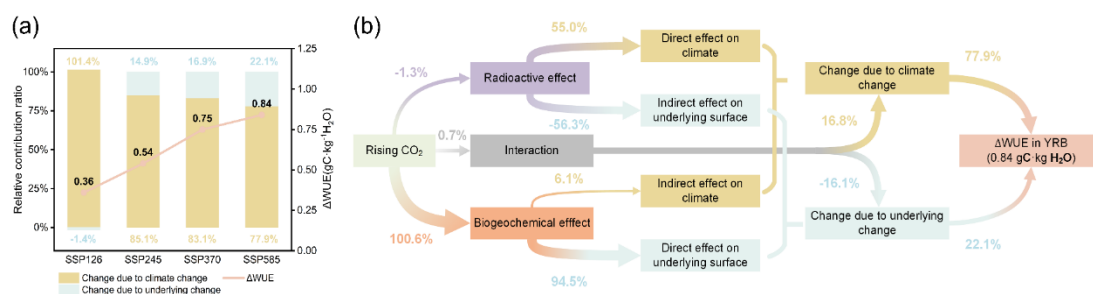 (a)
Relative contribution ratio
100%
75%
50%
25%
0%
101.4%
14.9%
16.9%
22.1%
0.36
0.54
0.75
0.84
-1.4%
85.1%
83.1%
77.9%
SSP126
SSP245
SSP370
SSP585
1.25
1.00
0.75
0.50
0.25
0.00
ΔWUE(gC·kg⁻¹H₂O)
Change due to climate change
ΔWUE
Change due to underlying change
(b)
Rising CO₂
-1.3%
0.7%
100.6%
Radioactive effect
Interaction
Biogeochemical efffect
55.0%
-56.3%
6.1%
94.5%
Direct effect on
climate
Indirect effect on
underlying surface
Indirect effect on
climate
Direct effect on
underlying surface
16.8%
-16.1%
Change due to climate
change
Change due to underlying
change
77.9%
22.1%
ΔWUE in YRB
(0.84 gC·kg H₂O)